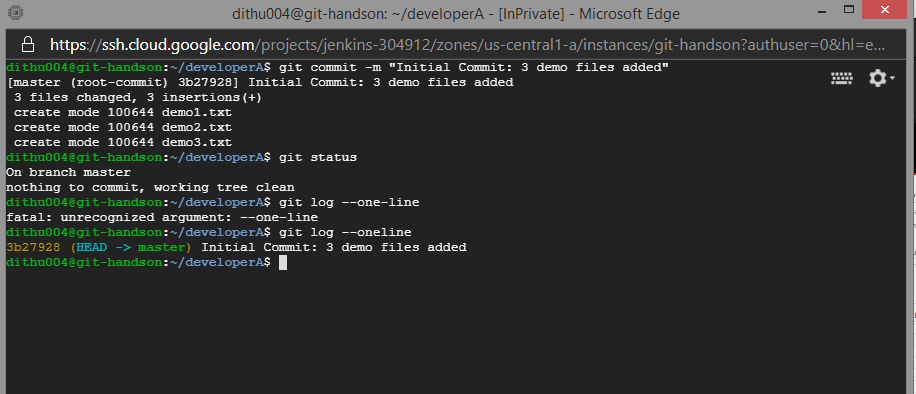 dithu004@git-handson: ~/developerA - [InPrivate] - Microsoft Edge
https://ssh.cloud.google.com/projects/jenkins-304912/zones/us-central1-a/instances/git-handson?authuser=0&hl=e...
dithu004@git-handson:~/developerA$ git commit -m "Initial Commit: 3 demo files added"
[master (root-commit) 3b27928] Initial Commit: 3 demo files added
 3 files changed, 3 insertions(+)
 create mode 100644 demo1.txt
 create mode 100644 demo2.txt
 create mode 100644 demo3.txt
dithu004@git-handson:~/developerA$ git status
On branch master
nothing to commit, working tree clean
dithu004@git-handson:~/developerA$ git log --one-line
fatal: unrecognized argument: --one-line
dithu004@git-handson:~/developerA$ git log --oneline
3b27928 (HEAD -> master) Initial Commit: 3 demo files added
dithu004@git-handson:~/developerA$